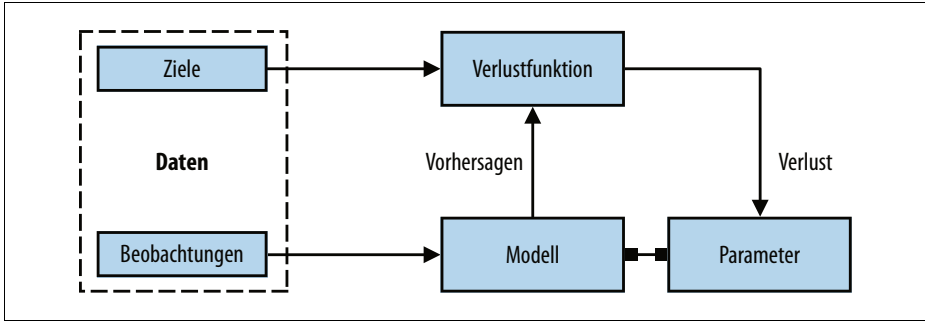 Ziele
Verlustfunktion
Daten
Vorhersagen
Verlust
Beobachtungen
Modell
Parameter